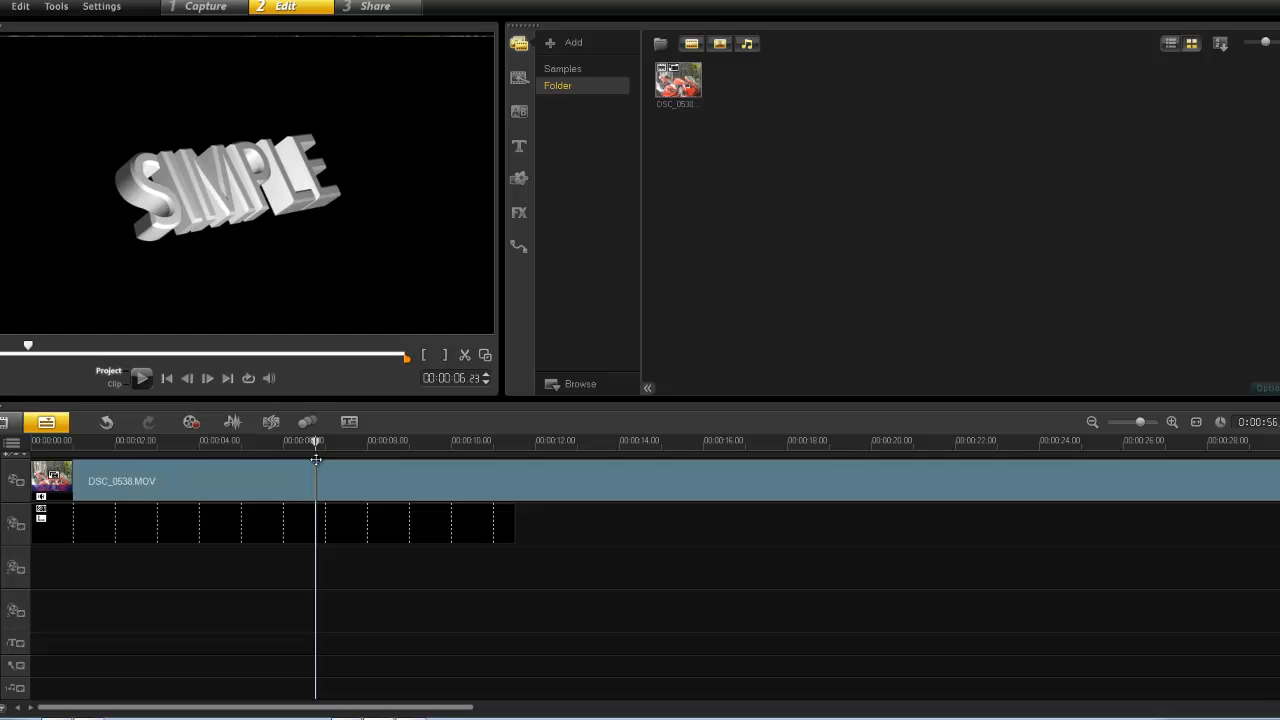 Edit Tools Settings 1 Capture 2 Edit 3 Share
SIMPLE
Add
Samples
Folder
DSC_0538...
Project
Clip
00:00:06.23
Browse
Optio
0:00:56
00:00:00.00 00:00:02.00 00:00:04.00 00:00:08.00 00:00:10.00 00:00:12.00 00:00:14.00 00:00:16.00 00:00:18.00 00:00:20.00 00:00:22.00 00:00:24.00 00:00:26.00 00:00:28.00
DSC_0538.MOV